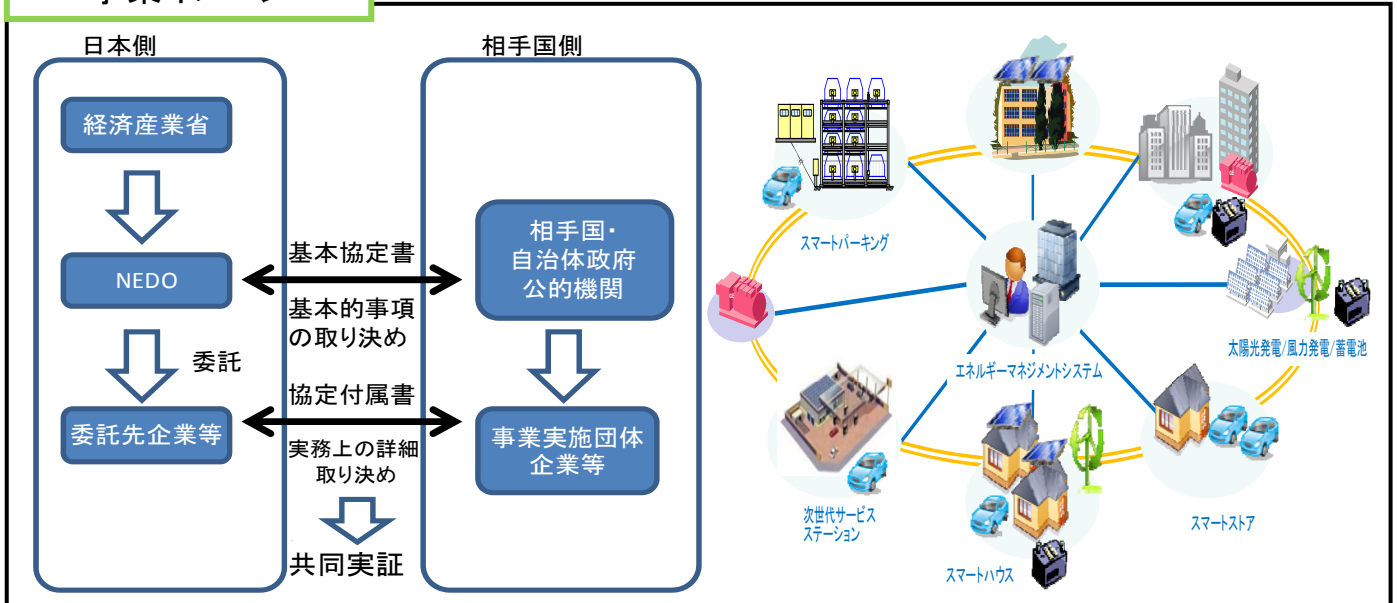 日本側
経済産業省
NEDO
委託
委託先企業等
基本協定書
基本的事項
の取り決め
協定付属書
実務上の詳細
取り決め
共同実証
相手国側
相手国・
自治体政府
公的機関
事業実施団体
企業等
スマートパーキング
エネルギーマネジメントシステム
太陽光発電/風力発電/蓄電池
次世代サービス
ステーション
スマートハウス
スマートストア